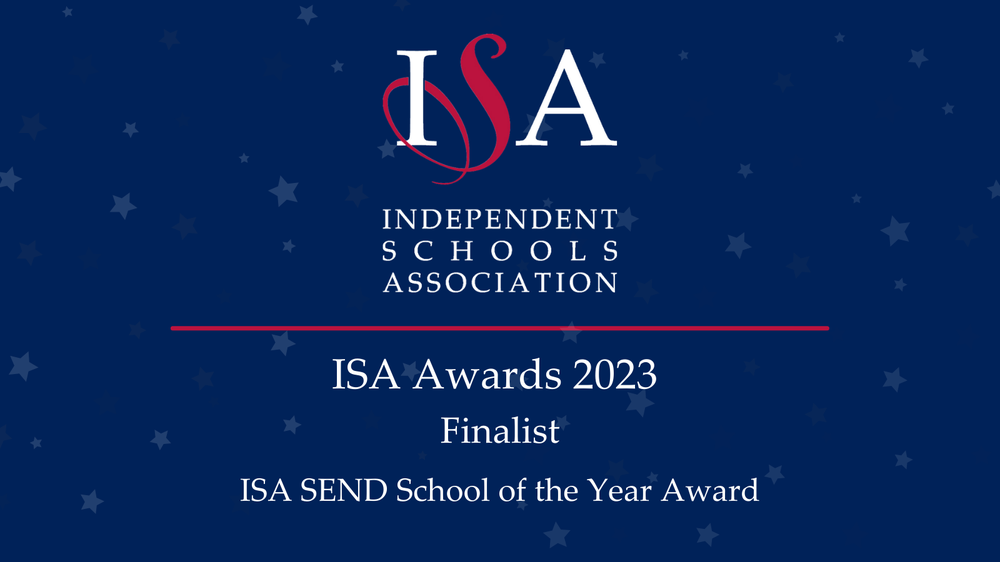 ISA
INDEPENDENT
SCHOOLS
ASSOCIATION
ISA Awards 2023
Finalist
ISA SEND School of the Year Award